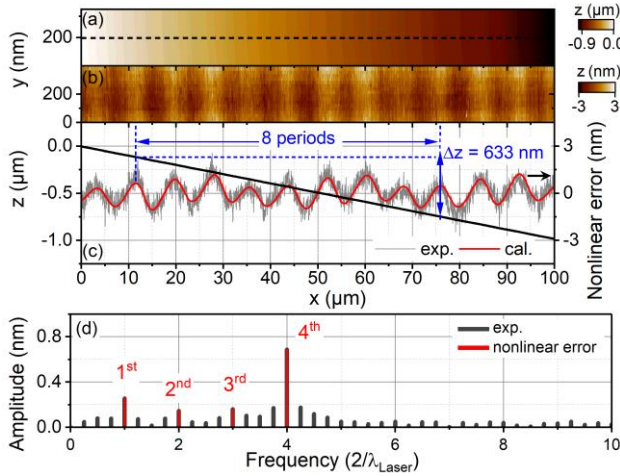 (a)
y (nm)
200
z (μm)
-0.9 0.0
(b)
200
0
z (nm)
-3 3
8 periods
Δz = 633 nm
z (μm)
0.0
-0.5
-1.0
3
0
-3
Nonlinear error (nm)
(c)
exp. cal.
0 10 20 30 40 50 60 70 80 90 100
x (μm)
(d)
Amplitude (nm)
0.8
0.4
0.0
1st
2nd
3rd
4th
exp.
nonlinear error
0 2 4 6 8 10
Frequency (2/λLaser)